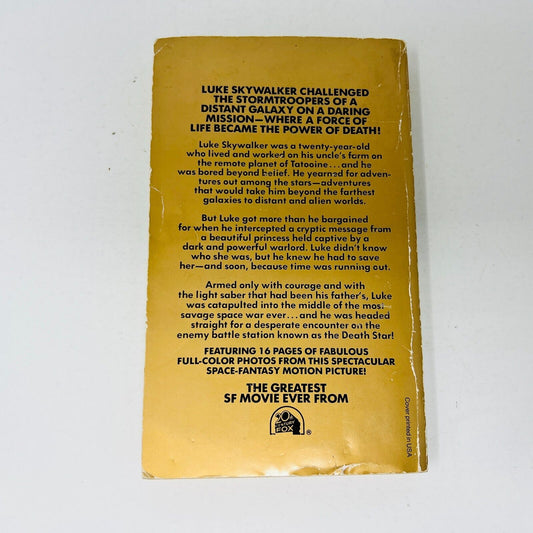 LUKE SKYWALKER CHALLENGED
THE STORMTROOPERS OF A
DISTANT GALAXY ON A DARING
MISSION—WHERE A FORCE OF
LIFE BECAME THE POWER OF DEATH!
Luke Skywalker was a twenty-year-old
who lived and worked on his uncle's farm on
the remote planet of Tatooine...and he
was bored beyond belief. He yearned for adven-
tures out among the stars—adventures
that would take him beyond the farthest
galaxies to distant and alien worlds.
But Luke got more than he bargained
for when he intercepted a cryptic message from
a beautiful princess held captive by a
dark and powerful warlord. Luke didn't know
who she was, but he knew he had to save
her—and soon, because time was running out.
Armed only with courage and with
the light saber that had been his father's, Luke
was catapulted into the middle of the most
savage space war ever...and he was headed
straight for a desperate encounter on the
enemy battle station known as the Death Star!
FEATURING 16 PAGES OF FABULOUS
FULL-COLOR PHOTOS FROM THIS SPECTACULAR
SPACE-FANTASY MOTION PICTURE!
THE GREATEST
SF MOVIE EVER FROM
20th
CENTURY
FOX ®
Cover printed in USA